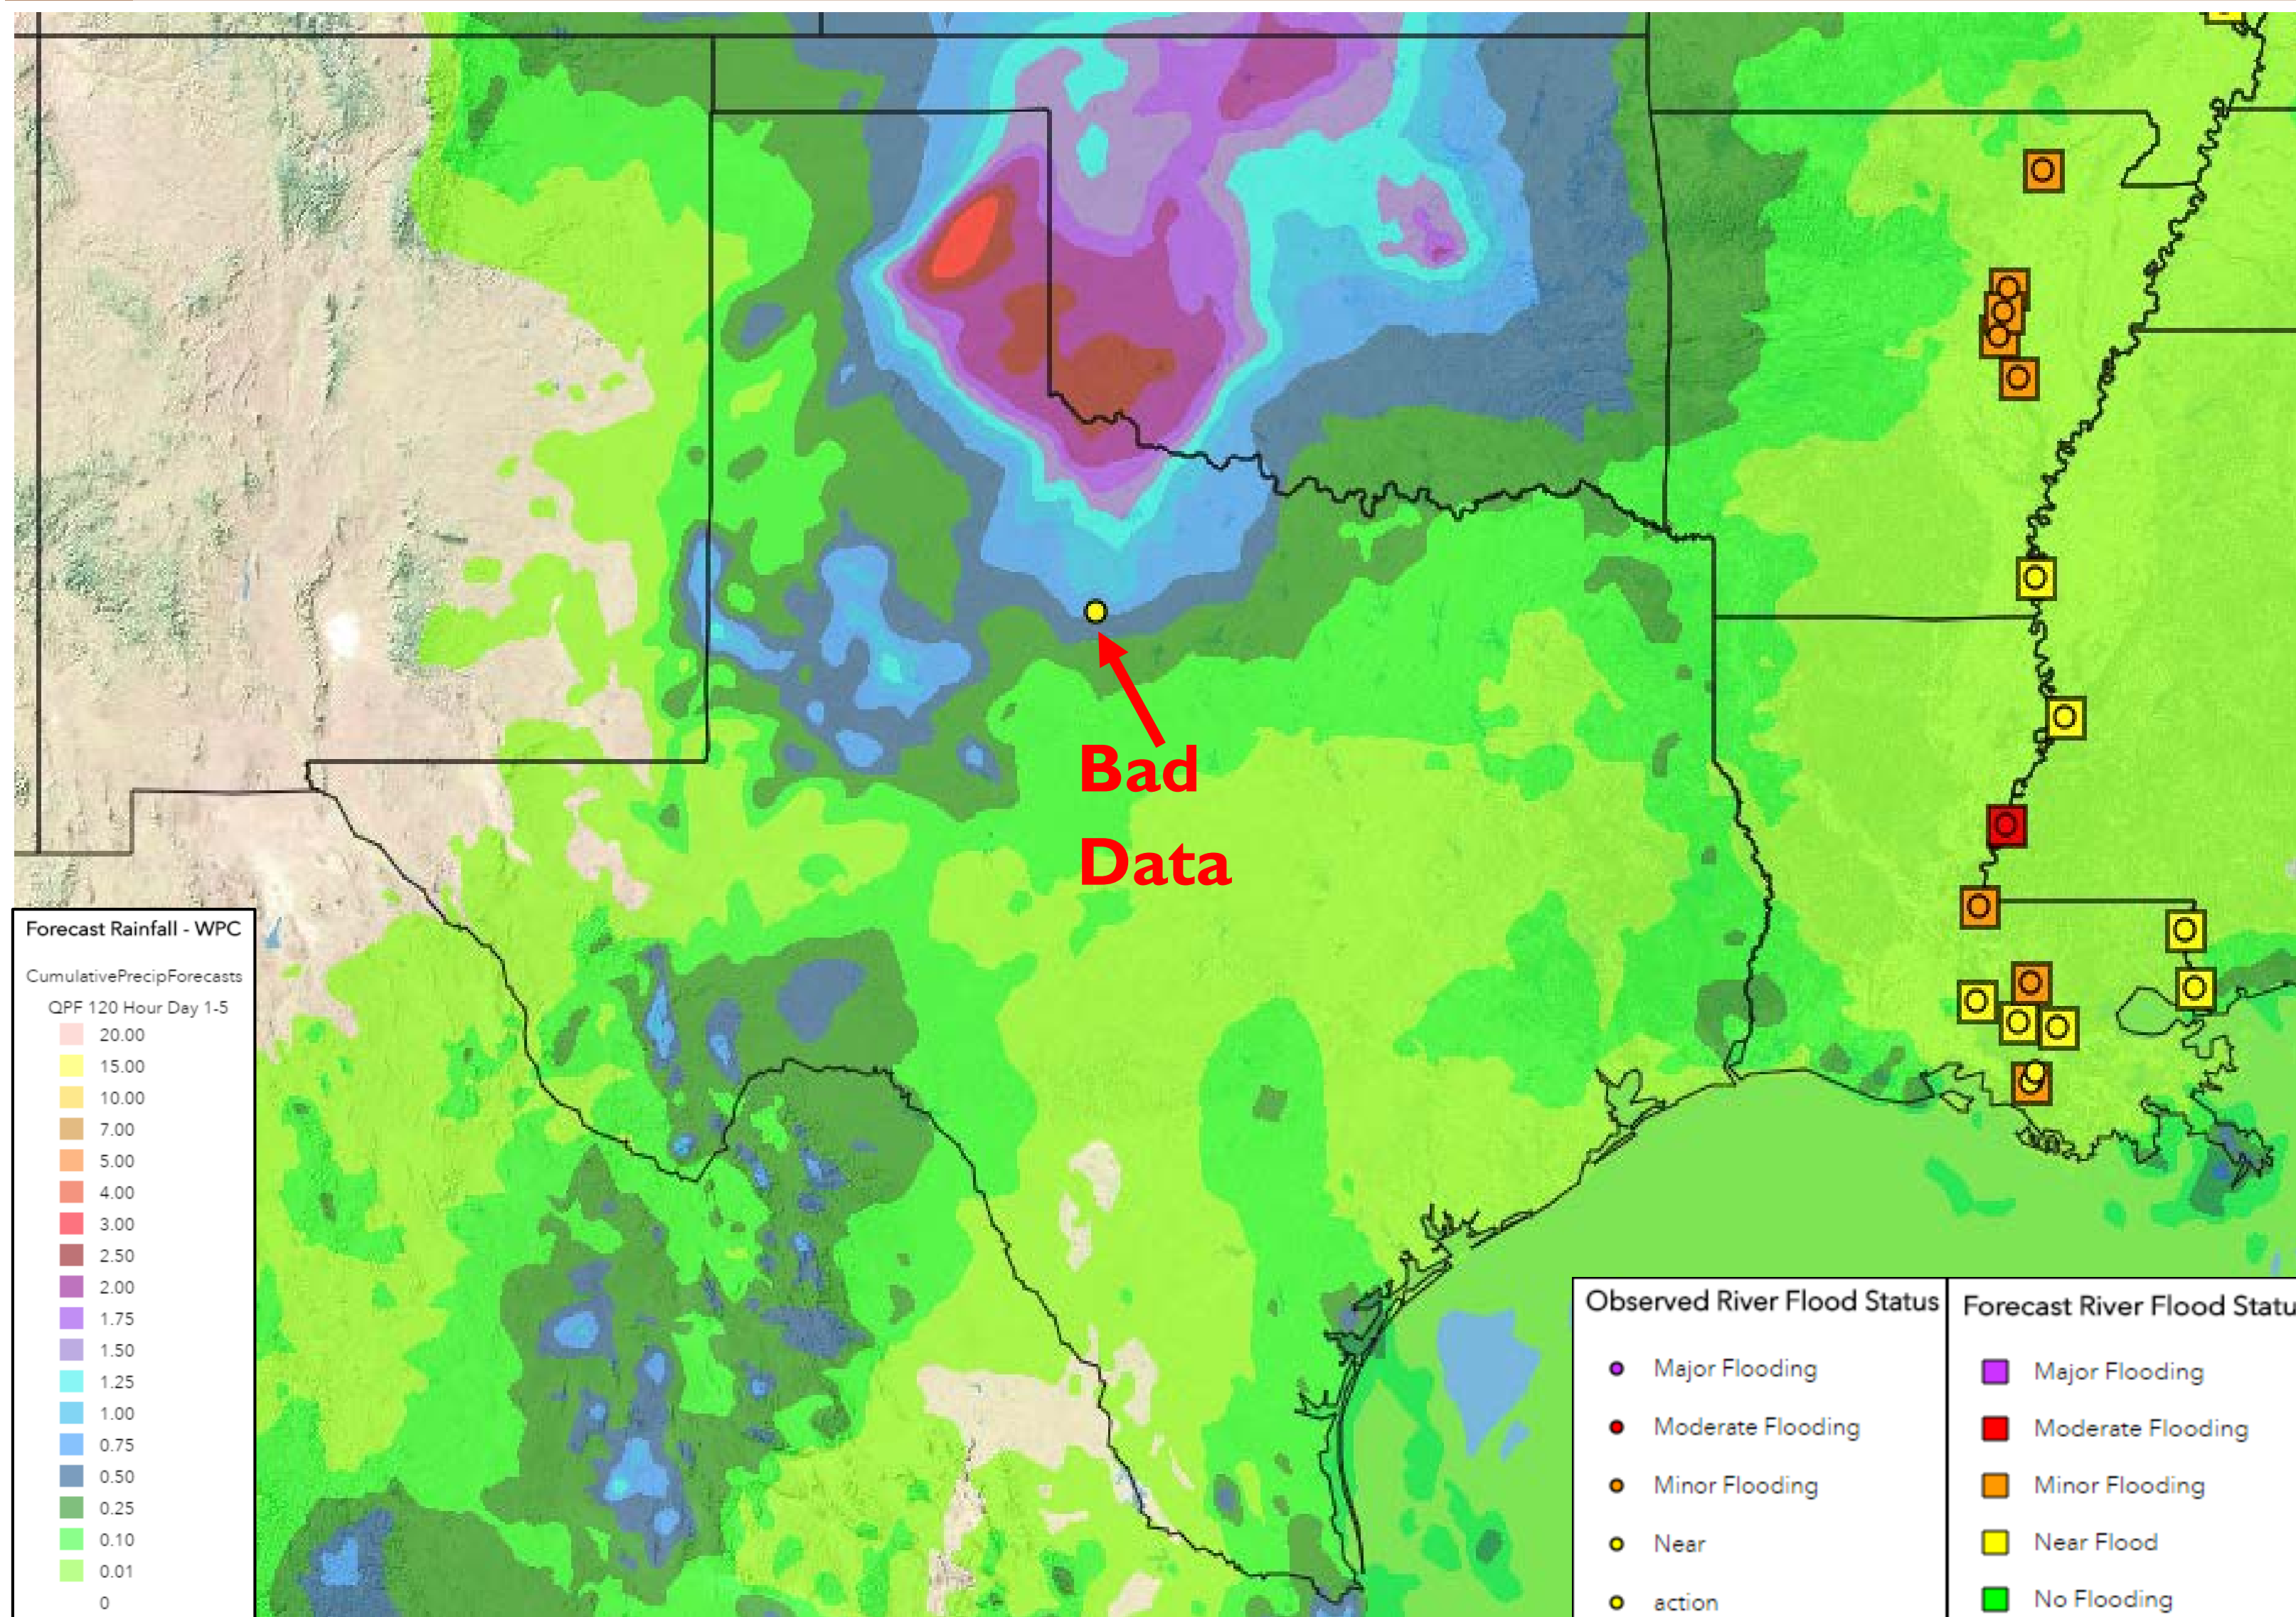 Bad
Data
Forecast Rainfall - WPC
CumulativePrecipForecasts
QPF 120 Hour Day 1-5
20.00
15.00
10.00
7.00
5.00
4.00
3.00
2.50
2.00
1.75
1.50
1.25
1.00
0.75
0.50
0.25
0.10
0.01
0
Observed River Flood Status
Major Flooding
Moderate Flooding
Minor Flooding
Near
action
Forecast River Flood Statu
Major Flooding
Moderate Flooding
Minor Flooding
Near Flood
No Flooding